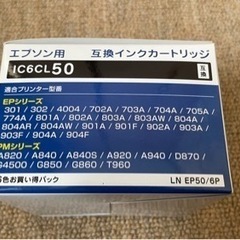 エプソン用 互換インクカートリッジ
IC6CL50 互換
適合プリンター型番
EPシリーズ
301 / 302 / 4004 / 702A / 703A / 704A / 705A
/ 774A / 801A / 802A / 803A / 803AW / 804A
804AR / 804AW / 901A / 901F / 902A / 903A
903F / 904A / 904F
PMシリーズ
A820 / A840 / A840S / A920 / A940 / D870 /
G4500 / G850 / G860 / T960
色お買い得パック
LN EP50/6P